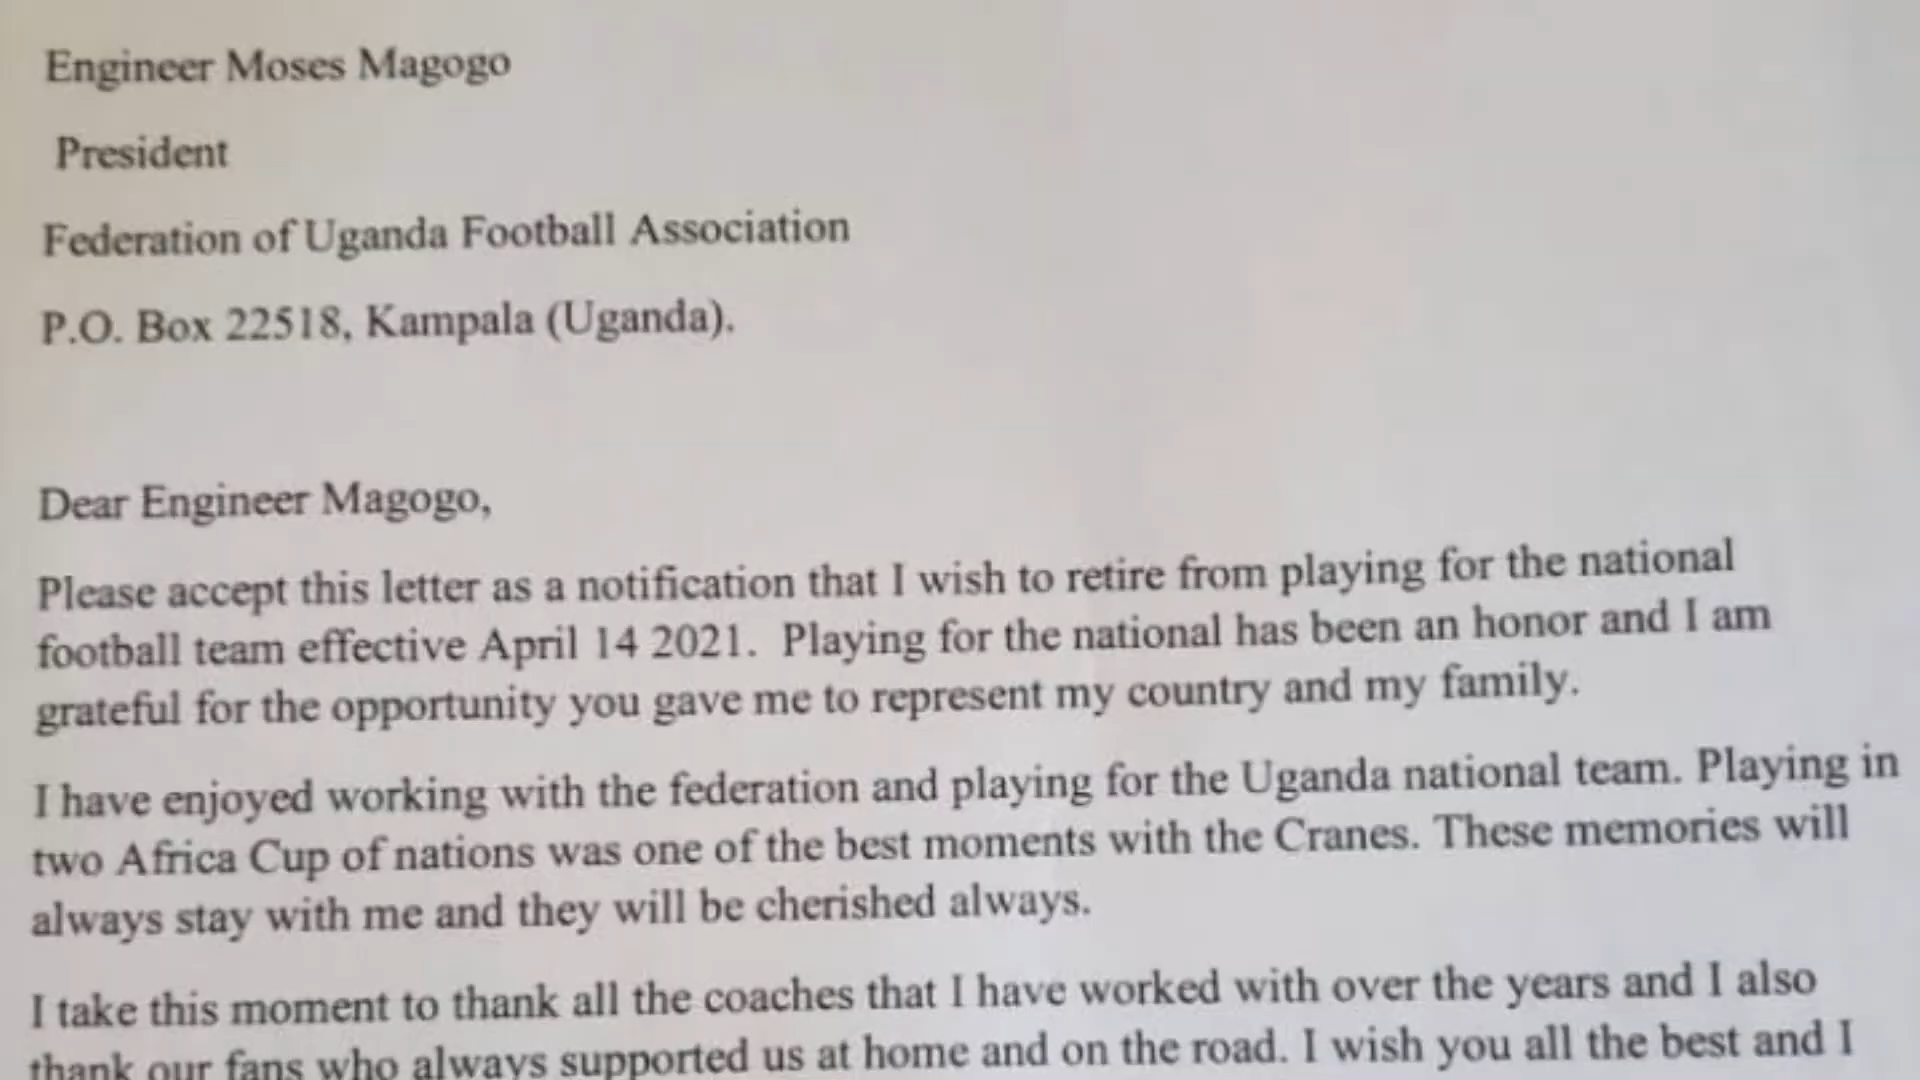 Engineer Moses Magogo
President
Federation of Uganda Football Association
P.O. Box 22518, Kampala (Uganda).
Dear Engineer Magogo,
Please accept this letter as a notification that I wish to retire from playing for the national
football team effective April 14 2021. Playing for the national has been an honor and I am
grateful for the opportunity you gave me to represent my country and my family.
I have enjoyed working with the federation and playing for the Uganda national team. Playing in
two Africa Cup of nations was one of the best moments with the Cranes. These memories will
always stay with me and they will be cherished always.
I take this moment to thank all the coaches that I have worked with over the years and I also
thank our fans who always supported us at home and on the road. I wish you all the best and I